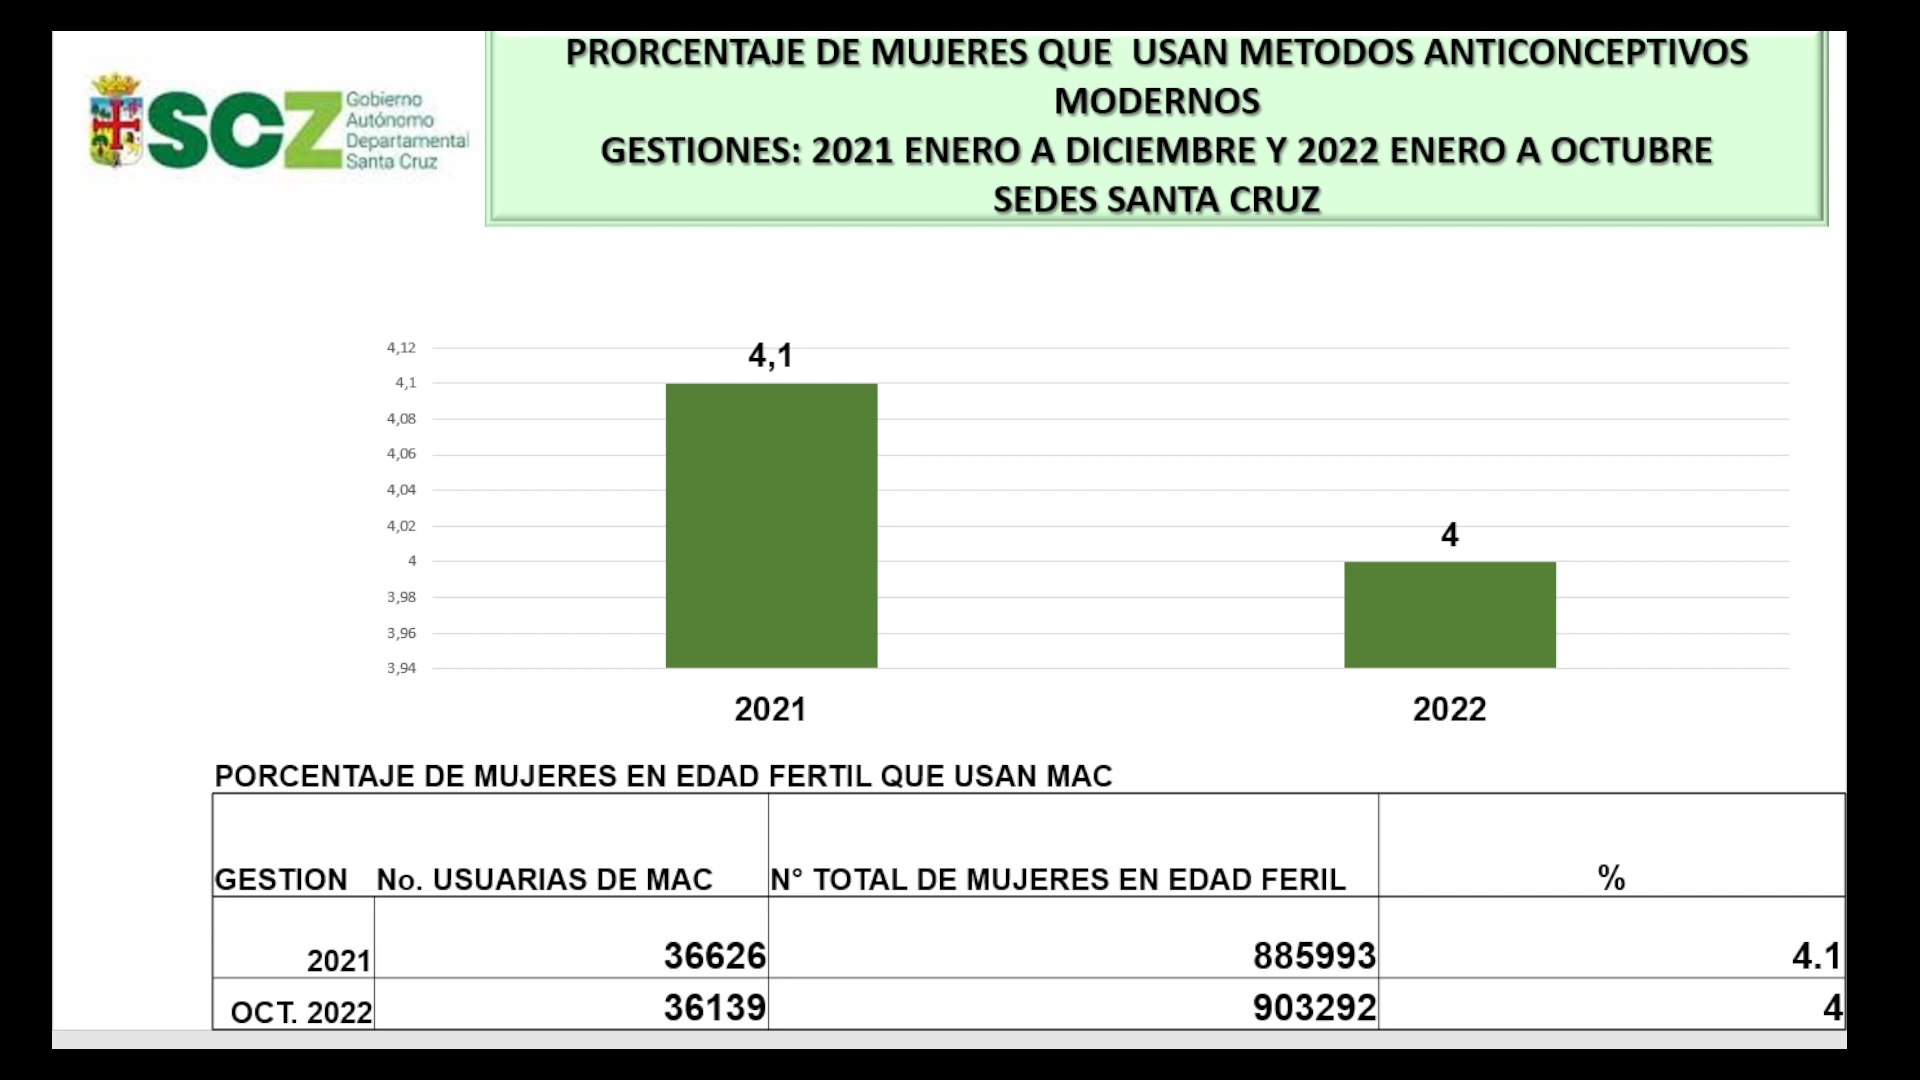 SCZ
Gobierno
Autónomo
Departamental
Santa Cruz
PRORCENTAJE DE MUJERES QUE USAN METODOS ANTICONCEPTIVOS
MODERNOS
GESTIONES: 2021 ENERO A DICIEMBRE Y 2022 ENERO A OCTUBRE
SEDES SANTA CRUZ
4,12
4,1
4,08
4,06
4,04
4,02
4
3,98
3,96
3,94
4,1
4
2021 2022
PORCENTAJE DE MUJERES EN EDAD FERTIL QUE USAN MAC
GESTION No. USUARIAS DE MAC N° TOTAL DE MUJERES EN EDAD FERIL %
2021 36626 885993 4.1
OCT. 2022 36139 903292 4